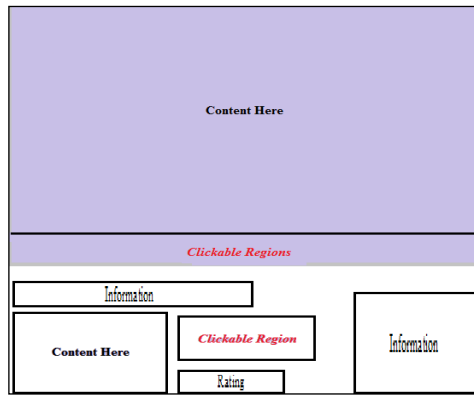 Content Here
Clickable Regions
Information
Content Here
Clickable Region
Rating
Information